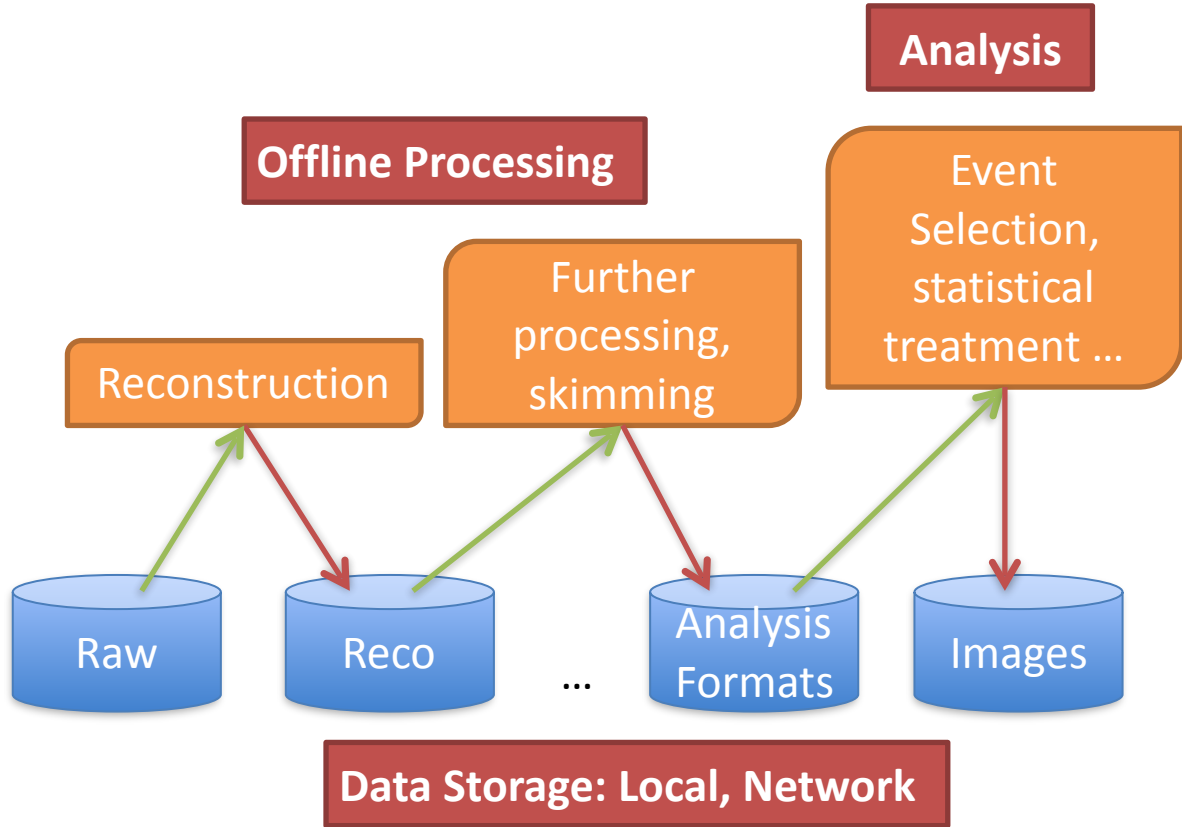 Analysis
Offline Processing
Event
Selection,
statistical
treatment …
Further
processing,
skimming
Reconstruction
Raw
Reco
...
Analysis
Formats
Images
Data Storage: Local, Network